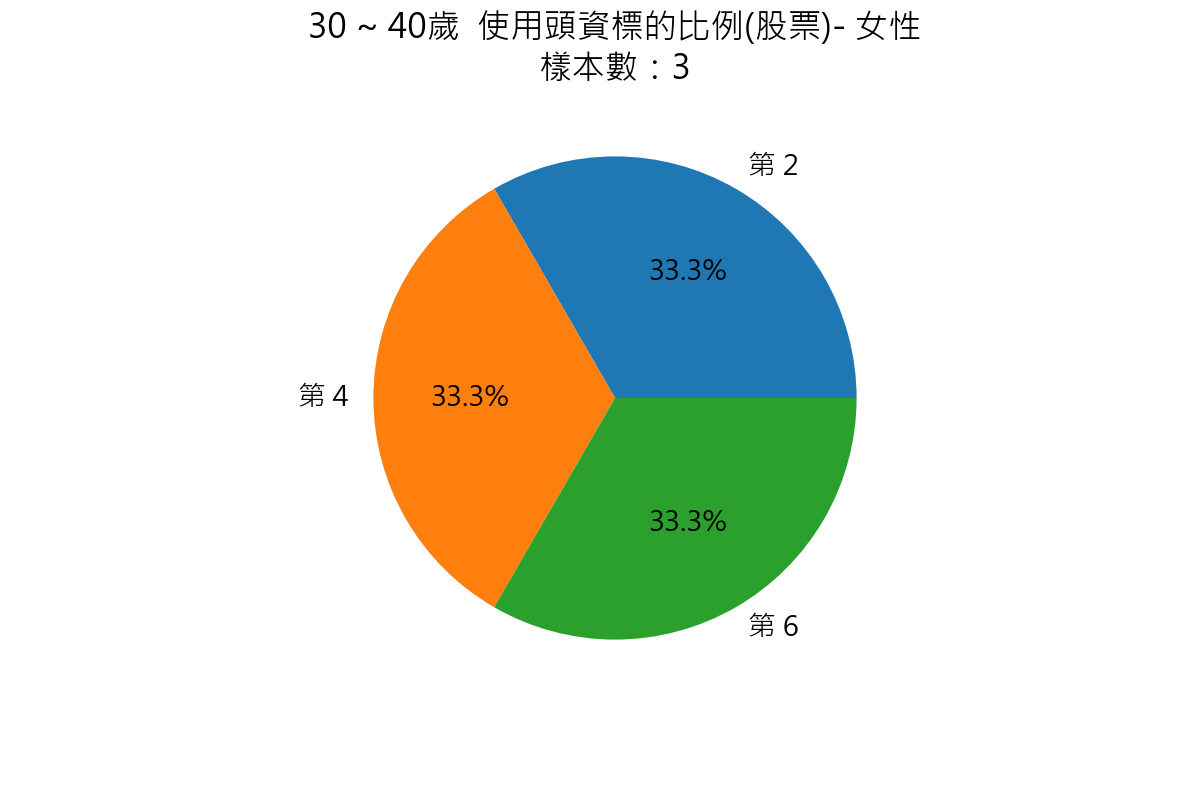 30 ~ 40歲  使用頭資標的比例(股票)- 女性
樣本數：3
第 2
33.3%
第 4
33.3%
33.3%
第 6